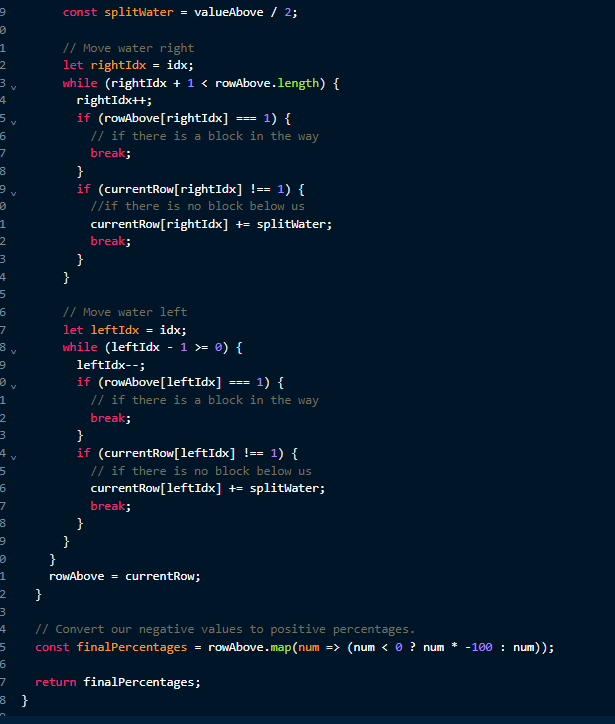 9 const splitWater = valueAbove / 2;
0
1 // Move water right
2 let rightIdx = idx;
3 while (rightIdx + 1 < rowAbove.length) {
4 rightIdx++;
5 if (rowAbove[rightIdx] === 1) {
6 // if there is a block in the way
7 break;
8 }
9 if (currentRow[rightIdx] !== 1) {
0 //if there is no block below us
1 currentRow[rightIdx] += splitWater;
2 break;
3 }
4 }
5
6 // Move water left
7 let leftIdx = idx;
8 while (leftIdx - 1 >= 0) {
9 leftIdx--;
0 if (rowAbove[leftIdx] === 1) {
1 // if there is a block in the way
2 break;
3 }
4 if (currentRow[leftIdx] !== 1) {
5 // if there is no block below us
6 currentRow[leftIdx] += splitWater;
7 break;
8 }
9 }
0 }
1 rowAbove = currentRow;
2 }
3
4 // Convert our negative values to positive percentages.
5 const finalPercentages = rowAbove.map(num => (num < 0 ? num * -100 : num));
6
7 return finalPercentages;
8 }